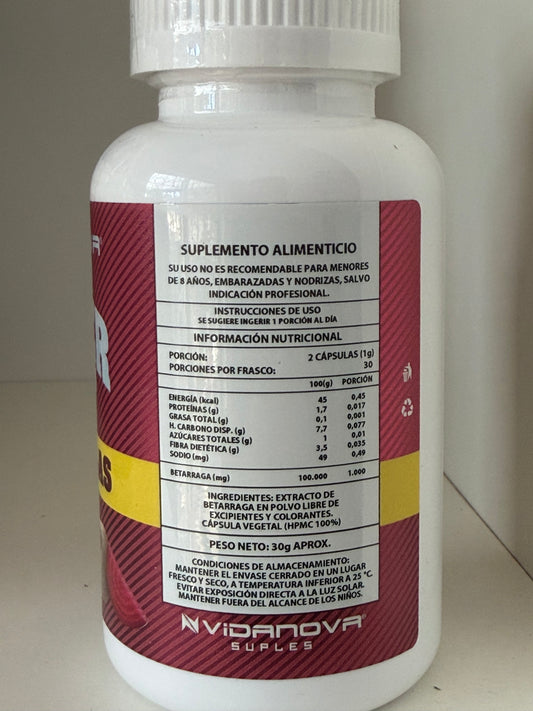 SUPLEMENTO ALIMENTICIO
SU USO NO ES RECOMENDABLE PARA MENORES
DE 8 AÑOS, EMBARAZADAS Y NODRIZAS, SALVO
INDICACIÓN PROFESIONAL.
INSTRUCCIONES DE USO
SE SUGIERE INGERIR 1 PORCIÓN AL DÍA
INFORMACIÓN NUTRICIONAL
PORCIÓN: 2 CÁPSULAS (1g)
PORCIONES POR FRASCO: 30
100(g) PORCIÓN
ENERGÍA (kcal) 45 0,45
PROTEÍNAS (g) 1,7 0,017
GRASA TOTAL (g) 0,1 0,001
H. CARBONO DISP. (g) 7,7 0,077
AZÚCARES TOTALES (g) 1 0,01
FIBRA DIETÉTICA (g) 3,5 0,035
SODIO (mg) 49 0,49
BETARRAGA (mg) 100.000 1.000
INGREDIENTES: EXTRACTO DE
BETARRAGA EN POLVO LIBRE DE
EXCIPIENTES Y COLORANTES.
CÁPSULA VEGETAL (HPMC 100%)
PESO NETO: 30g APROX.
CONDICIONES DE ALMACENAMIENTO:
MANTENER EL ENVASE CERRADO EN UN LUGAR
FRESCO Y SECO, A TEMPERATURA INFERIOR A 25 °C.
EVITAR EXPOSICIÓN DIRECTA A LA LUZ SOLAR.
MANTENER FUERA DEL ALCANCE DE LOS NIÑOS.
VIDANOVA
SUPLES